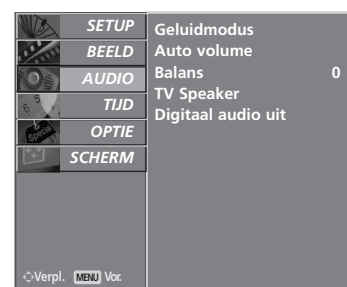 SETUP
BEELD
AUDIO
TIJD
OPTIE
Special
SCHERM
Geluidmodus
Auto volume
Balans 0
TV Speaker
Digitaal audio uit
Verpl. MENU Vor.